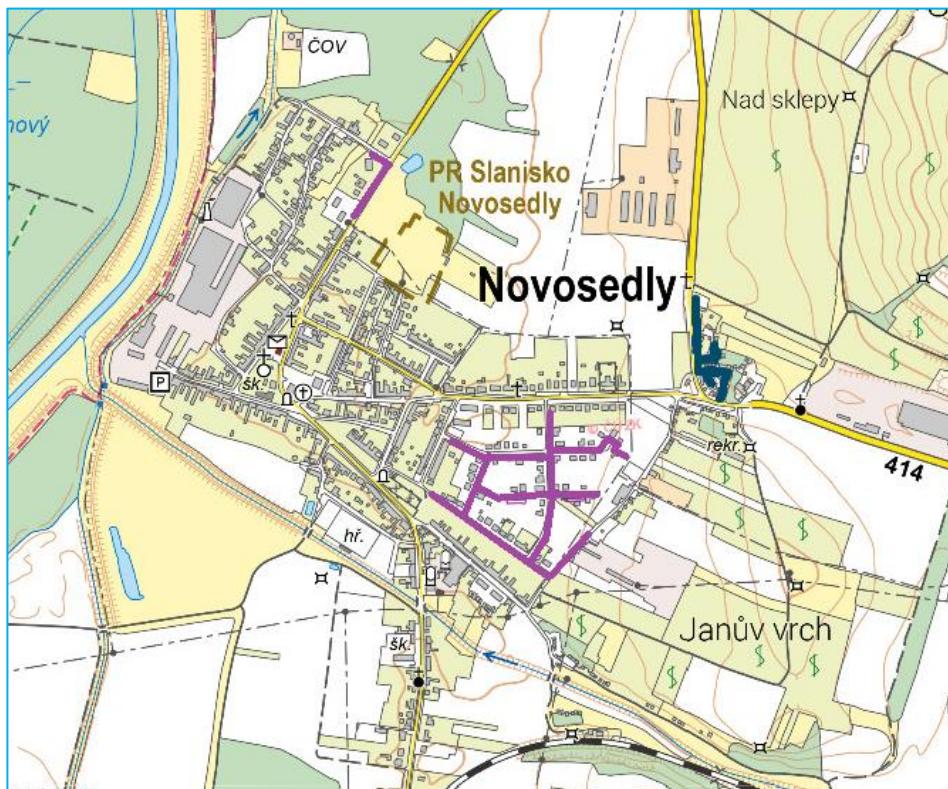 ČOV
nový
Nad sklepy
PR Slanisko
Novosedly
Novosedly
P
šk.
rekr.
414
hř.
Janův vrch
šk.